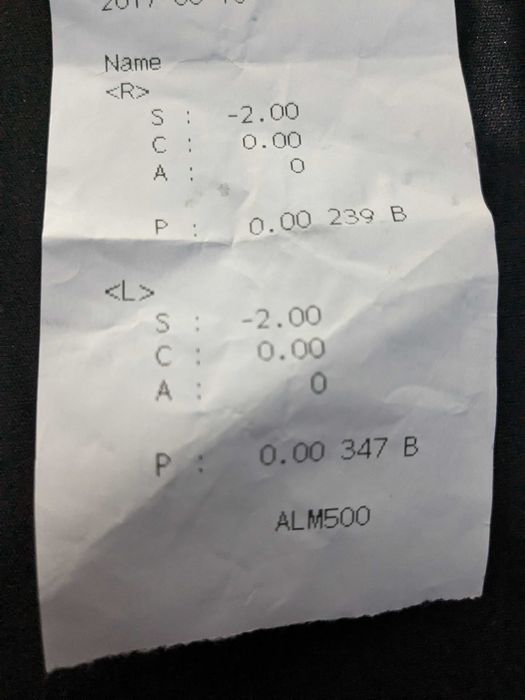 Name
<R>
S : -2.00
C : 0.00
A : 0
P : 0.00 239 B
<L>
S : -2.00
C : 0.00
A : 0
P : 0.00 347 B
ALM500